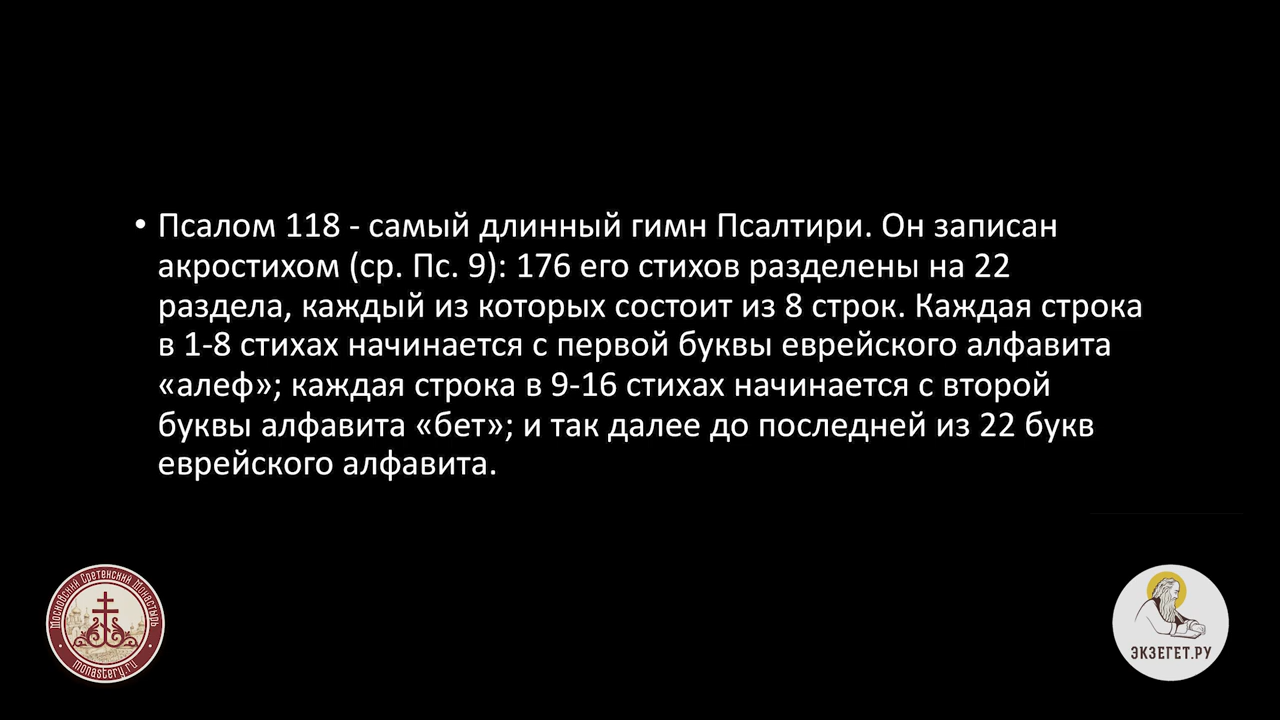 • Псалом 118 - самый длинный гимн Псалтири. Он записан
акростихом (ср. Пс. 9): 176 его стихов разделены на 22
раздела, каждый из которых состоит из 8 строк. Каждая строка
в 1-8 стихах начинается с первой буквы еврейского алфавита
«алеф»; каждая строка в 9-16 стихах начинается с второй
буквы алфавита «бет»; и так далее до последней из 22 букв
еврейского алфавита.
Московский Сретенский Монастырь
monastery.ru
ЭКЗЕГЕТ.РУ